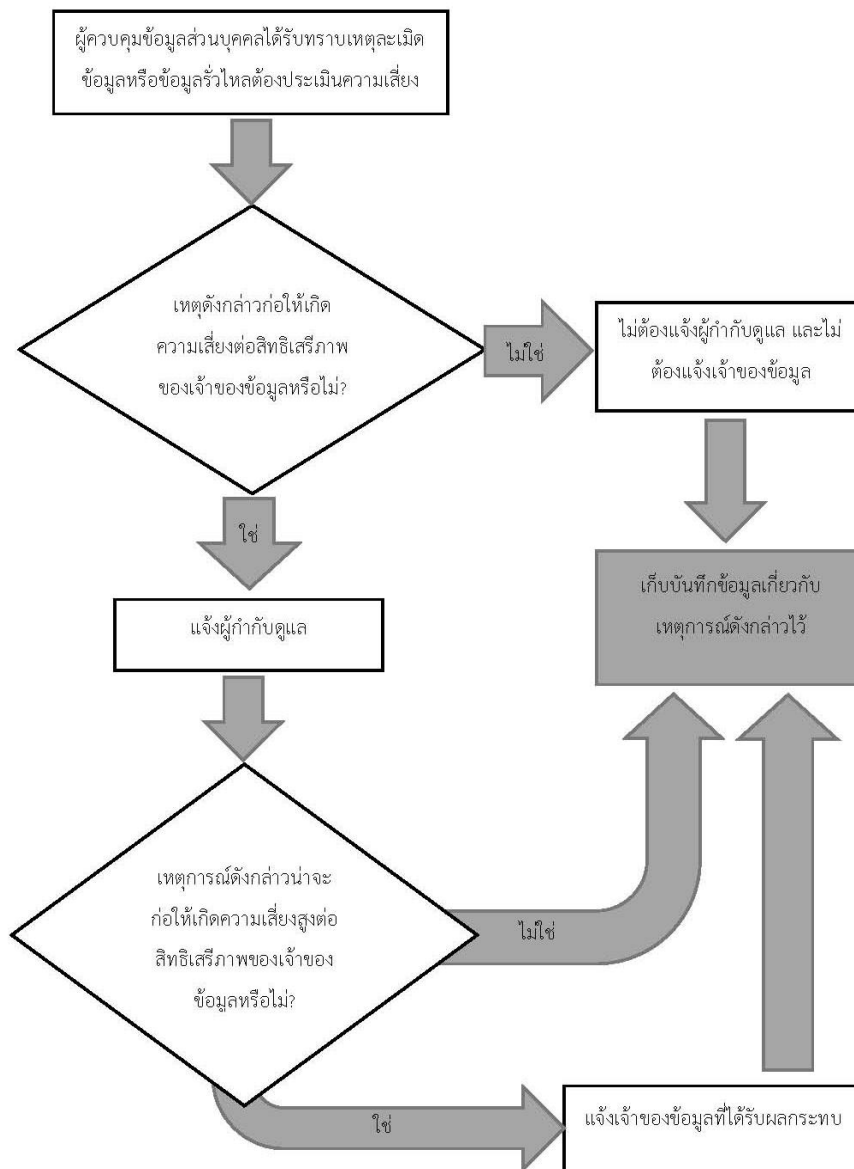 ผู้ควบคุมข้อมูลส่วนบุคคลได้รับทราบเหตุละเมิด
ข้อมูลหรือข้อมูลรั่วไหลต้องประเมินความเสี่ยง
เหตุดังกล่าวก่อให้เกิด
ความเสี่ยงต่อสิทธิเสรีภาพ
ของเจ้าของข้อมูลหรือไม่?
ไม่ใช่
ไม่ต้องแจ้งผู้กำกับดูแล และไม่
ต้องแจ้งเจ้าของข้อมูล
ใช่
เก็บบันทึกข้อมูลเกี่ยวกับ
เหตุการณ์ดังกล่าวไว้
แจ้งผู้กำกับดูแล
เหตุการณ์ดังกล่าวน่าจะ
ก่อให้เกิดความเสี่ยงสูงต่อ
สิทธิเสรีภาพของเจ้าของ
ข้อมูลหรือไม่?
ไม่ใช่
ใช่
แจ้งเจ้าของข้อมูลที่ได้รับผลกระทบ